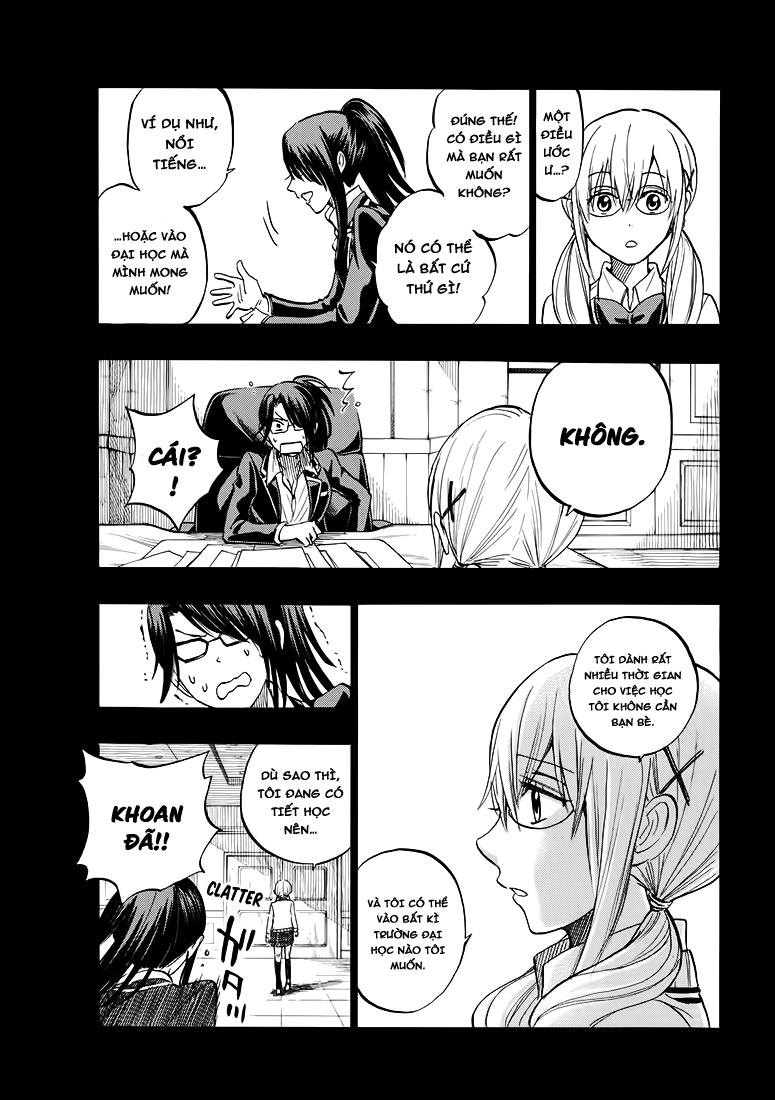 MỘT
ĐIỀU
ƯỚC
Ư...?
ĐÚNG THẾ!
CÓ ĐIỀU GÌ
MÀ BẠN RẤT
MUỐN
KHÔNG?
NÓ CÓ THỂ
LÀ BẤT CỨ
THỨ GÌ!
VÍ DỤ NHƯ,
NỔI
TIẾNG...
...HOẶC VÀO
ĐẠI HỌC MÀ
MÌNH MONG
MUỐN!
KHÔNG.
CÁI?
!
TÔI DÀNH RẤT
NHIỀU THỜI GIAN
CHO VIỆC HỌC
TÔI KHÔNG CẦN
BẠN BÈ.
VÀ TÔI CÓ THỂ
VÀO BẤT KÌ
TRƯỜNG ĐẠI
HỌC NÀO TÔI
MUỐN.
DÙ SAO THÌ,
TÔI ĐANG CÓ
TIẾT HỌC
NÊN...
CLATTER
ガタッ
KHOAN
ĐÃ!!